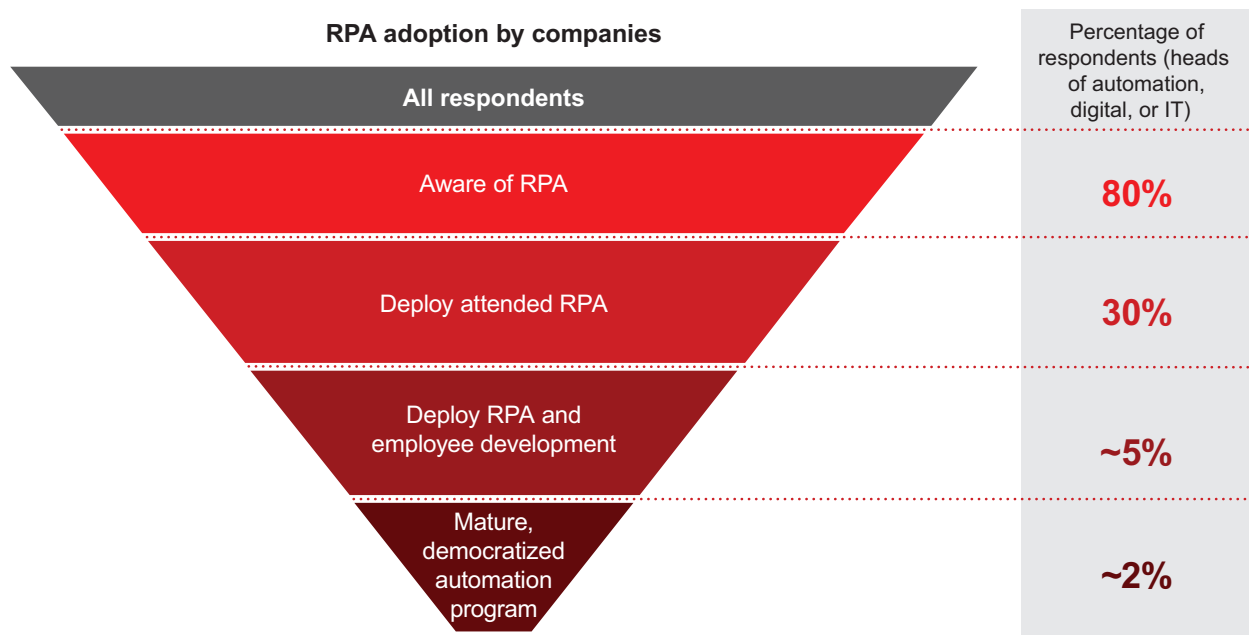 RPA adoption by companies
Percentage of
respondents (heads
of automation,
digital, or IT)
All respondents
Aware of RPA
80%
Deploy attended RPA
30%
Deploy RPA and
employee development
~5%
Mature,
democratized
automation
program
~2%